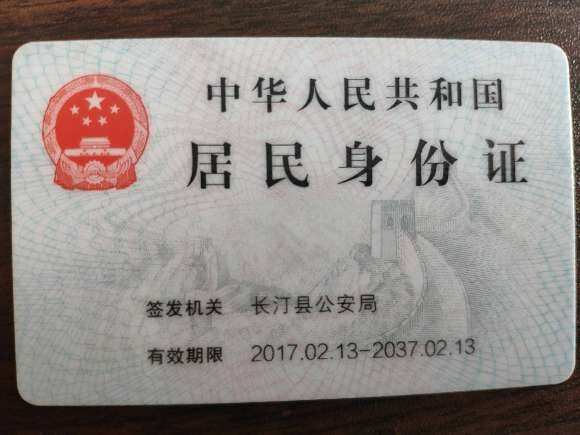 中华人民共和国
居民身份证
签发机关 长汀县公安局
有效期限 2017.02.13-2037.02.13